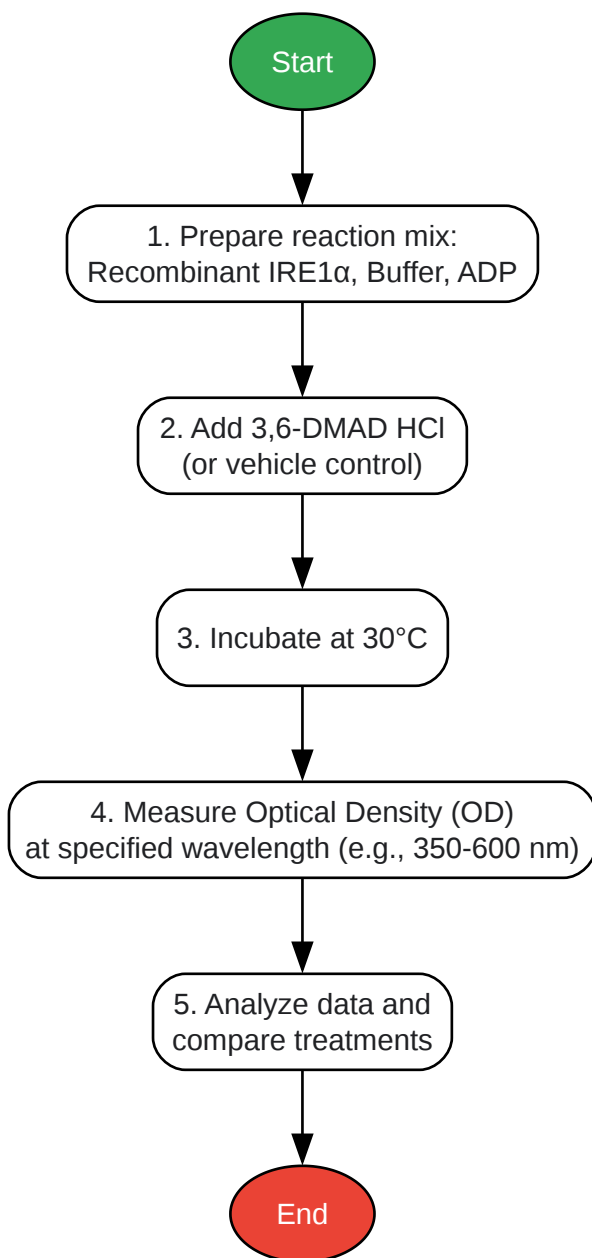 Start
1. Prepare reaction mix:
Recombinant IRE1α, Buffer, ADP
2. Add 3,6-DMAD HCl
(or vehicle control)
3. Incubate at 30°C
4. Measure Optical Density (OD)
at specified wavelength (e.g., 350-600 nm)
5. Analyze data and
compare treatments
End